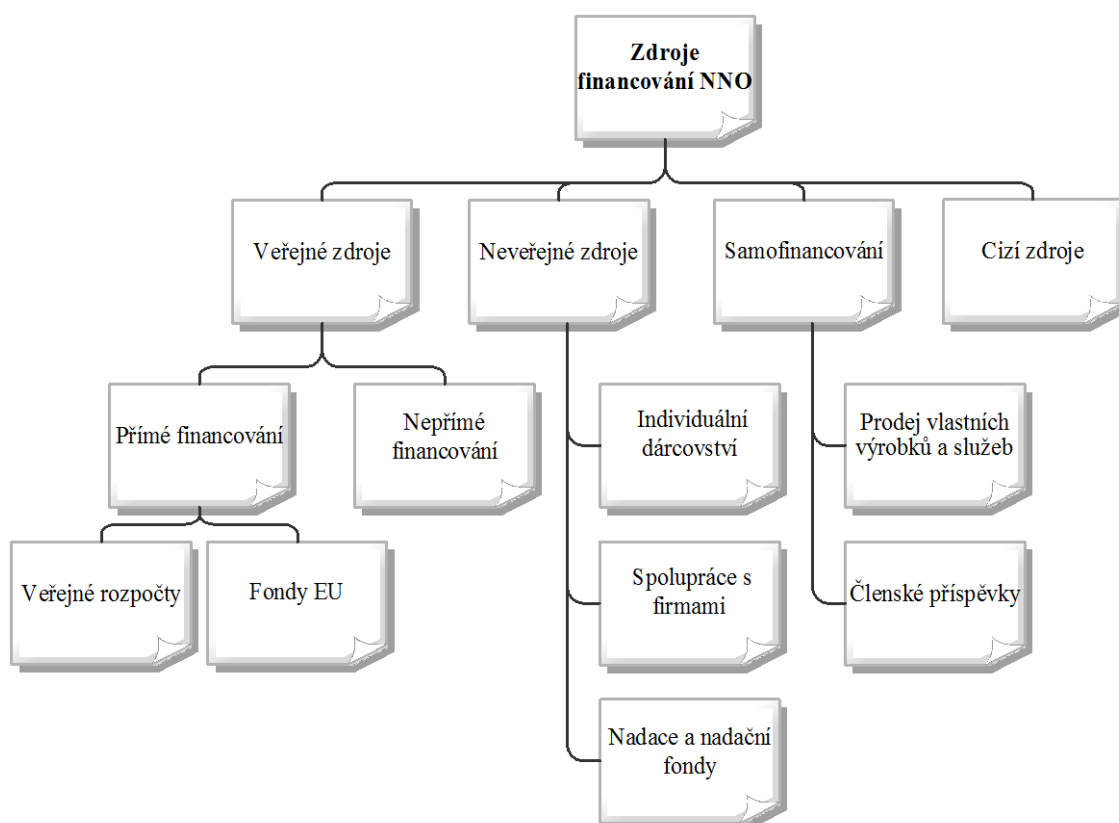 Zdroje
financování NNO
Veřejné zdroje
Neveřejné zdroje
Samofinancování
Cizí zdroje
Přímé financování
Nepřímé
financování
Individuální
dárcovství
Prodej vlastních
výrobků a služeb
Veřejné rozpočty
Fondy EU
Spolupráce s
firmami
Členské příspěvky
Nadace a nadační
fondy